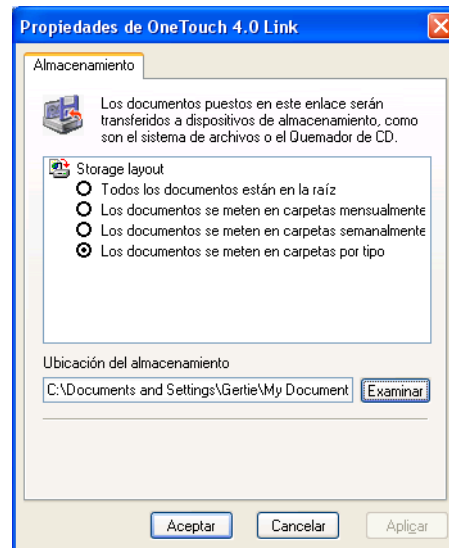 Propiedades de OneTouch 4.0 Link
Almacenamiento
Los documentos puestos en este enlace serán
transferidos a dispositivos de almacenamiento, como
son el sistema de archivos o el Quemador de CD.
Storage layout
Todos los documentos están en la raíz
Los documentos se meten en carpetas mensualmente
Los documentos se meten en carpetas semanalmente
Los documentos se meten en carpetas por tipo
Ubicación del almacenamiento
C:\Documents and Settings\Gertie\My Document
Examinar
Aceptar
Cancelar
Aplicar